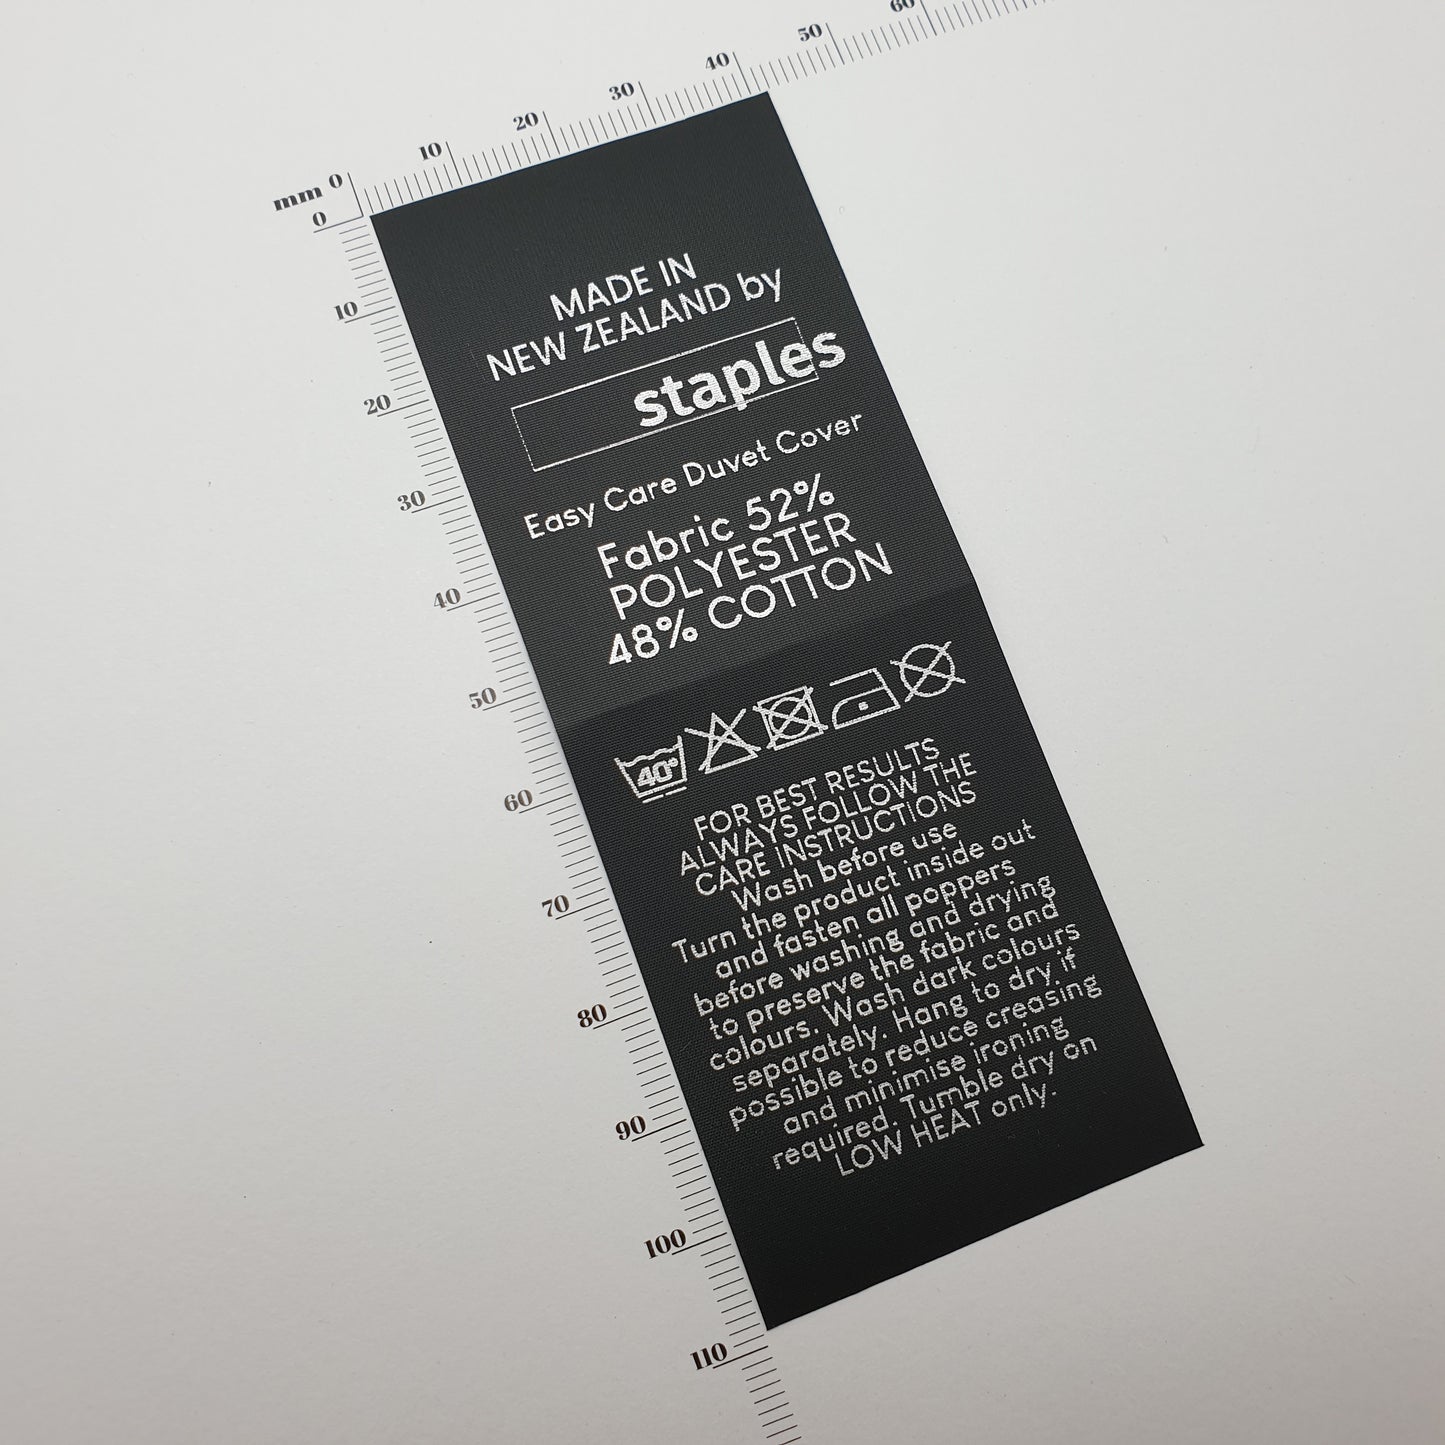 mm 0 10 20 30 40 50 60
0
10
20
30
40
50
60
70
80
90
100
110
MADE IN
NEW ZEALAND by
staples
Easy Care Duvet Cover
Fabric 52%
POLYESTER
48% COTTON
40°
FOR BEST RESULTS
ALWAYS FOLLOW THE
CARE INSTRUCTIONS
Wash before use
Turn the product inside out
and fasten all poppers
before washing and drying
to preserve the fabric and
colours. Wash dark colours
separately. Hang to dry if
possible to reduce creasing
and minimise ironing
required. Tumble dry on
LOW HEAT only.